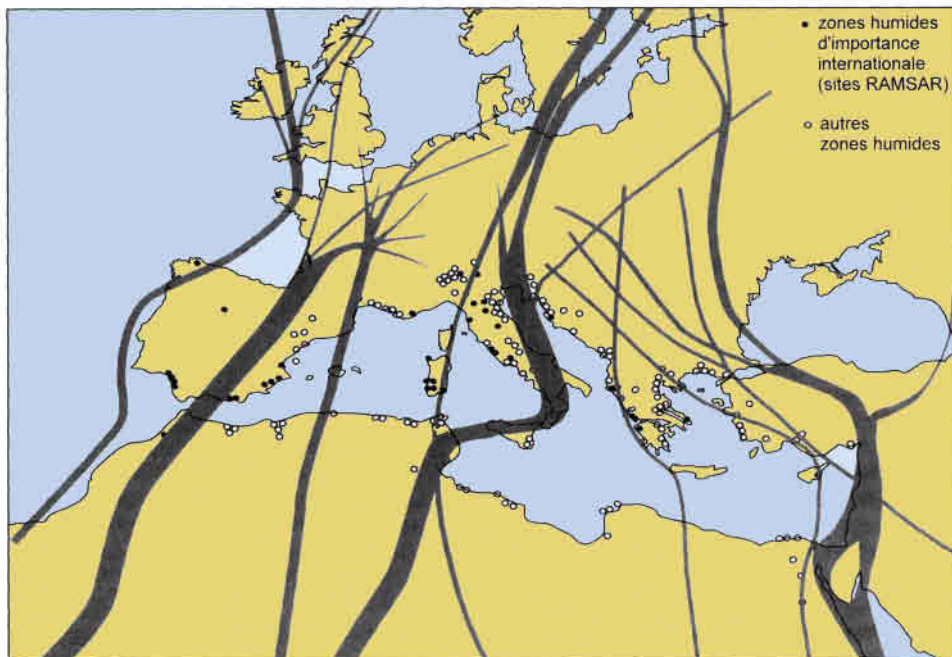 zones humides
d'importance
internationale
(sites RAMSAR)
autres
zones humides